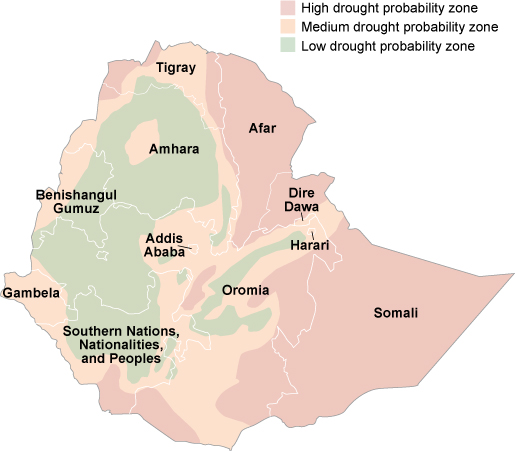 High drought probability zone
Medium drought probability zone
Low drought probability zone
Tigray
Afar
Amhara
Benishangul
Gumuz
Dire
Dawa
Addis
Ababa
Harari
Gambela
Oromia
Somali
Southern Nations,
Nationalities,
and Peoples